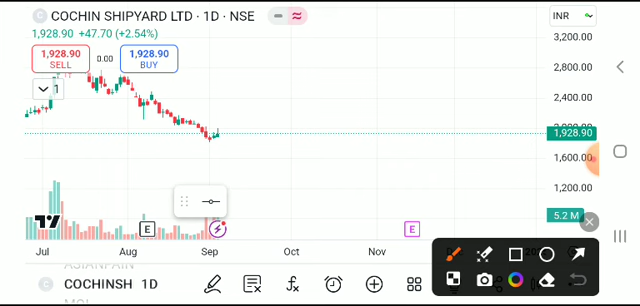 COCHIN SHIPYARD LTD · 1D · NSE
INR
1,928.90 +47.70 (+2.54%)
1,928.90
SELL
0.00
1,928.90
BUY
1
3,200.00
2,800.00
2,400.00
1,928.90
1,600.00
1,200.00
5.2 M
E
E
Jul
Aug
Sep
Oct
Nov
COCHINSH 1D